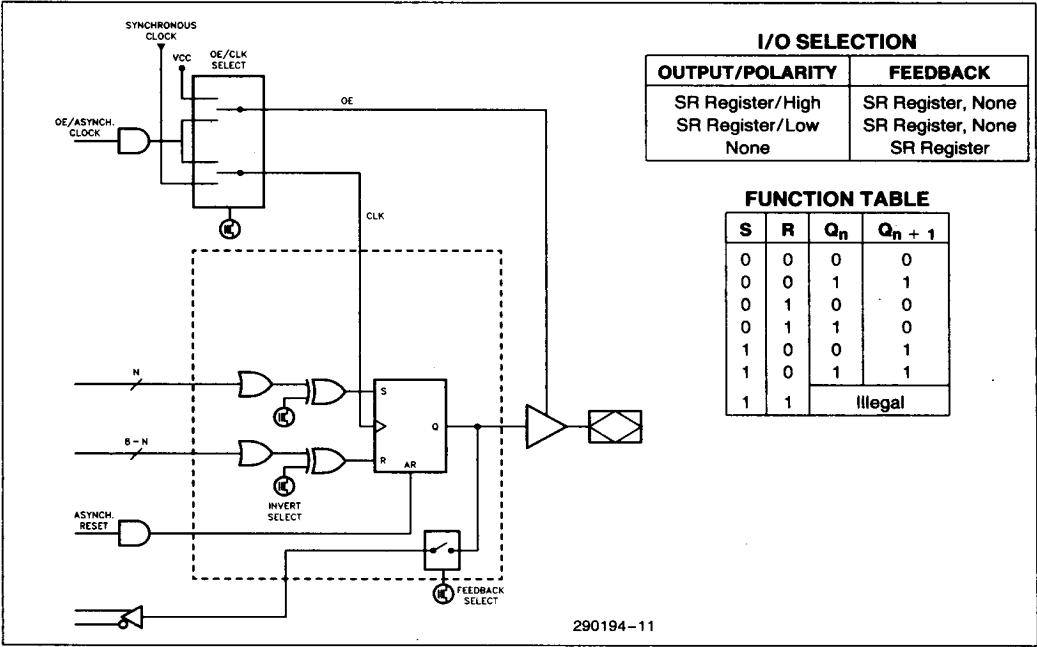 SYNCHRONOUS
CLOCK
VCC
OE/CLK
SELECT
OE
OE/ASYNCH.
CLOCK
CLK
N
S
Q
8 – N
R
AR
INVERT
SELECT
ASYNCH.
RESET
FEEDBACK
SELECT
I/O SELECTION
OUTPUT/POLARITY FEEDBACK
SR Register/High SR Register, None
SR Register/Low SR Register, None
None SR Register
FUNCTION TABLE
S R Qn Qn + 1
0 0 0 0
0 0 1 1
0 1 0 0
0 1 1 0
1 0 0 1
1 0 1 1
1 1 Illegal
290194–11